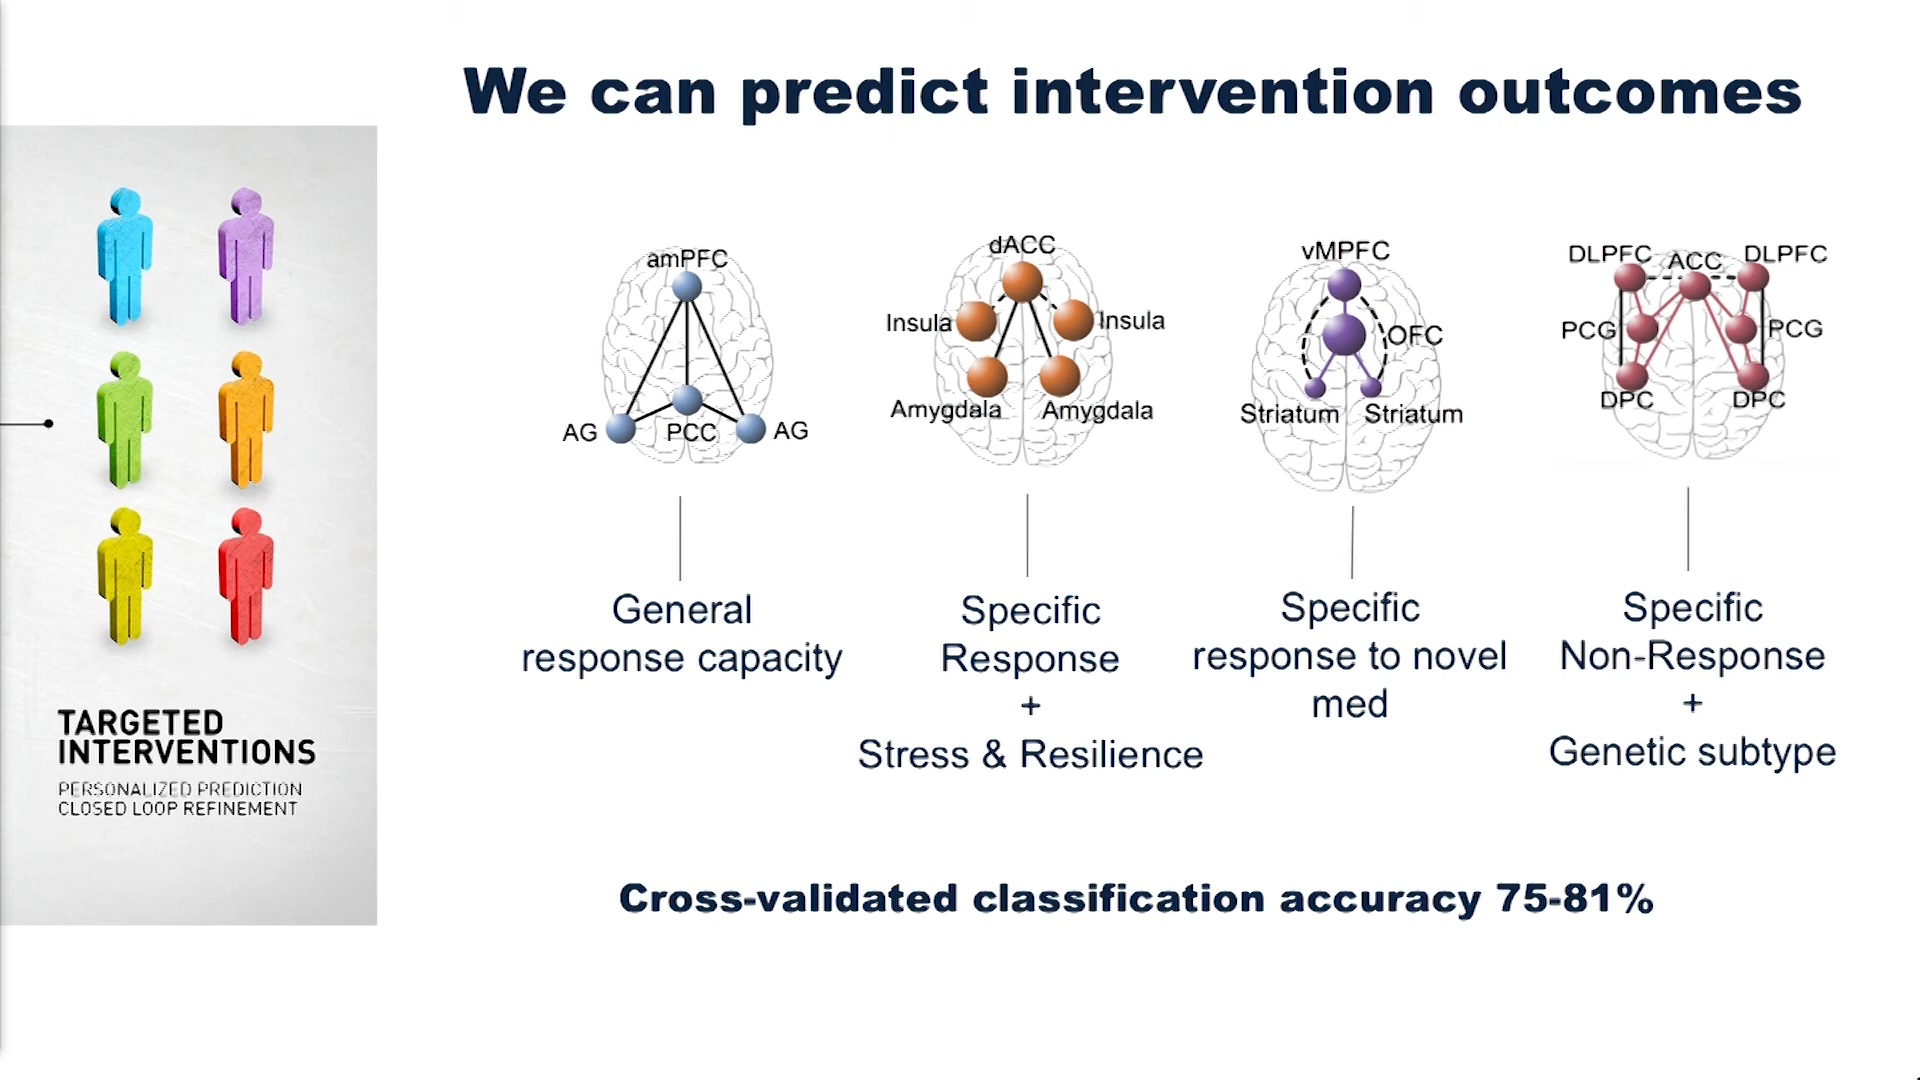 We can predict intervention outcomes
TARGETED
INTERVENTIONS
PERSONALIZED PREDICTION
CLOSED LOOP REFINEMENT
amPFC
AG
PCC
AG
General
response capacity
dACC
Insula
Insula
Amygdala
Amygdala
Specific
Response
+
Stress & Resilience
vMPFC
OFC
Striatum
Striatum
Specific
response to novel
med
DLPFC
ACC
DLPFC
PCG
PCG
DPC
DPC
Specific
Non-Response
+
Genetic subtype
Cross-validated classification accuracy 75-81%